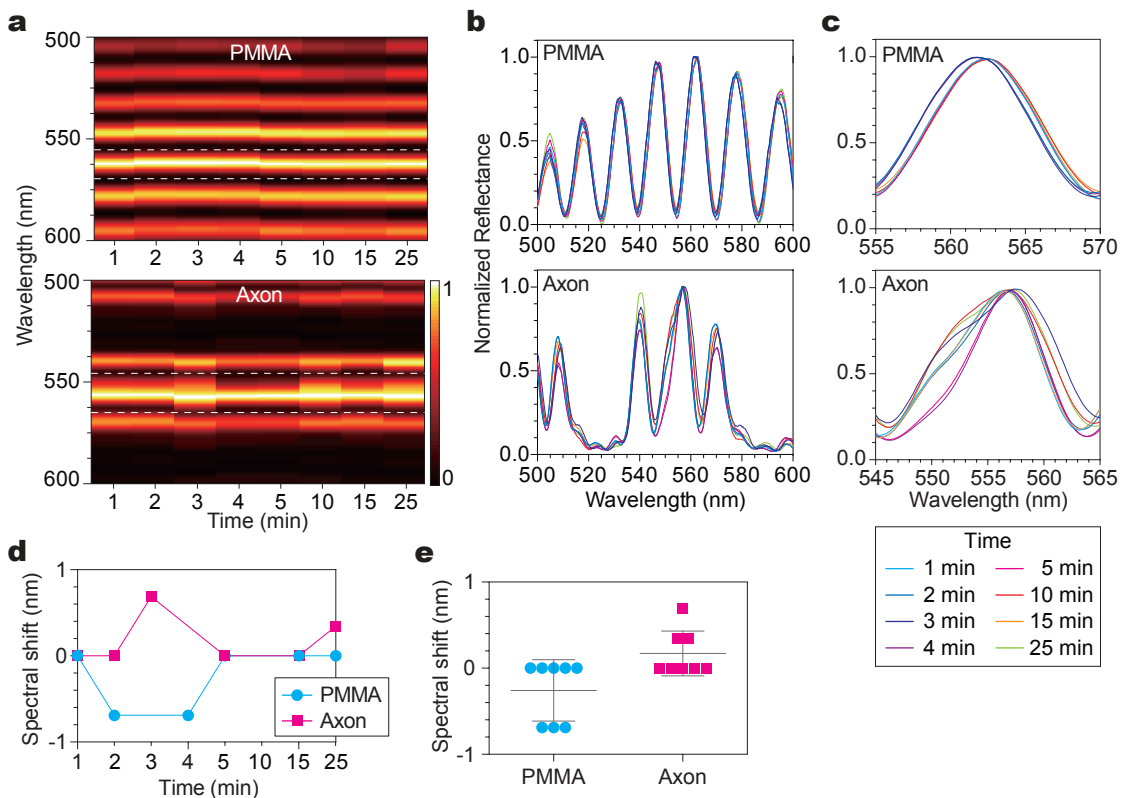 a
500
PMMA
550
600
1 2 3 4 5 10 15 25
Wavelength (nm)
500
Axon
550
600
1 2 3 4 5 10 15 25
Time (min)
1
0
b
PMMA
1.0
0.5
0.0
500 520 540 560 580 600
Normalized Reflectance
Axon
1.0
0.5
0.0
500 520 540 560 580 600
Wavelength (nm)
c
PMMA
1.0
0.5
0.0
555 560 565 570
Axon
1.0
0.5
0.0
545 550 555 560 565
Wavelength (nm)
Time
1 min 5 min
2 min 10 min
3 min 15 min
4 min 25 min
d
Spectral shift (nm)
1
0
-1
1 2 3 4 5 10 15 25
Time (min)
PMMA
Axon
e
Spectral shift (nm)
1
0
-1
PMMA Axon